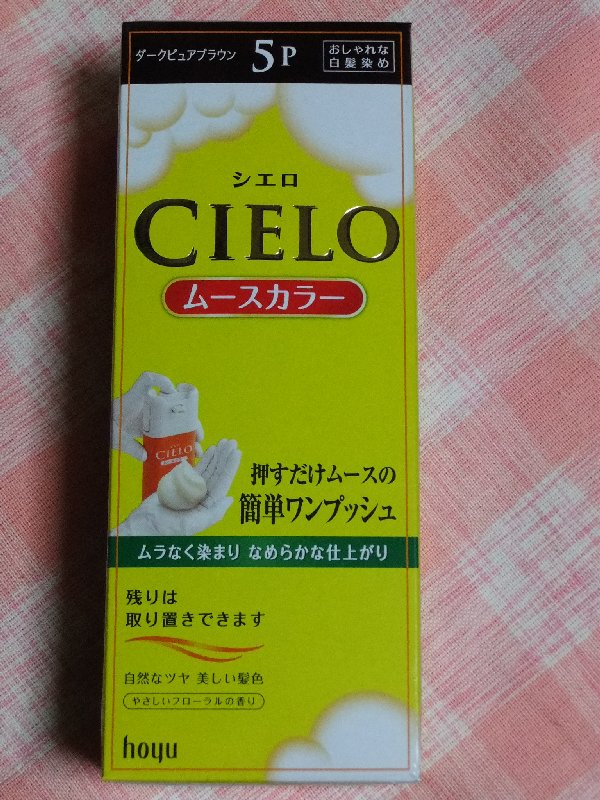 ダークピュアブラウン 5P おしゃれな
白髪染め
シエロ
CIELO
ムースカラー
CIELO
押すだけムースの
簡単ワンプッシュ
ムラなく染まり なめらかな仕上がり
残りは
取り置きできます
自然なツヤ 美しい髪色
やさしいフローラルの香り
hoyu